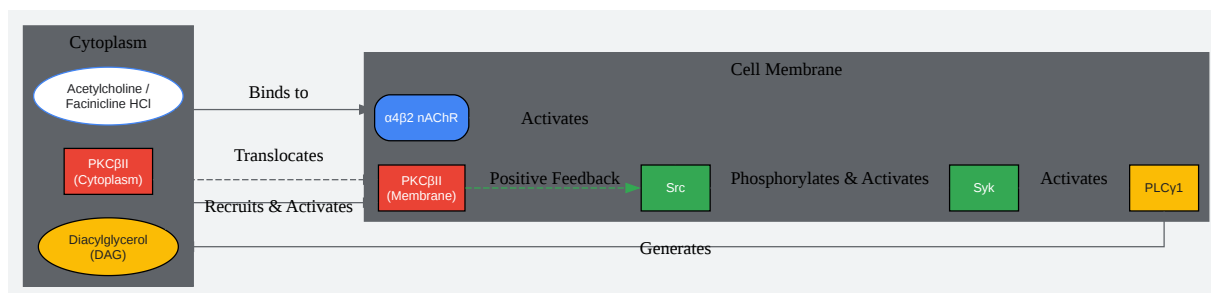 Cytoplasm
Acetylcholine /
Facinicline HCl
Binds to
Cell Membrane
α4β2 nAChR
Activates
PKCβII
(Cytoplasm)
Translocates
PKCβII
(Membrane)
Positive Feedback
Src
Phosphorylates & Activates
Syk
Activates
PLCγ1
Recruits & Activates
Diacylglycerol
(DAG)
Generates